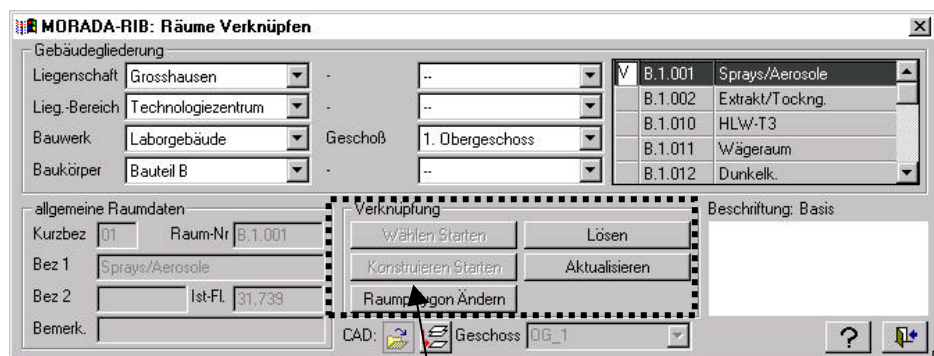 MORADA-RIB: Räume Verknüpfen
Gebäudegliederung
Liegenschaft Grosshausen - --
Lieg.-Bereich Technologiezentrum - --
Bauwerk Laborgebäude Geschoß 1. Obergeschoss
Baukörper Bauteil B - --
V B.1.001 Sprays/Aerosole
B.1.002 Extrakt/Tockng.
B.1.010 HLW-T3
B.1.011 Wägeraum
B.1.012 Dunkelk.
allgemeine Raumdaten
Kurzbez 01 Raum-Nr B.1.001
Bez 1 Sprays/Aerosole
Bez 2 Ist-Fl. 31.739
Bemerk.
Verknüpfung
Wählen Starten Lösen
Konstruieren Starten Aktualisieren
Raumpolygon Ändern
CAD: Geschoss OG_1
Beschriftung: Basis
?